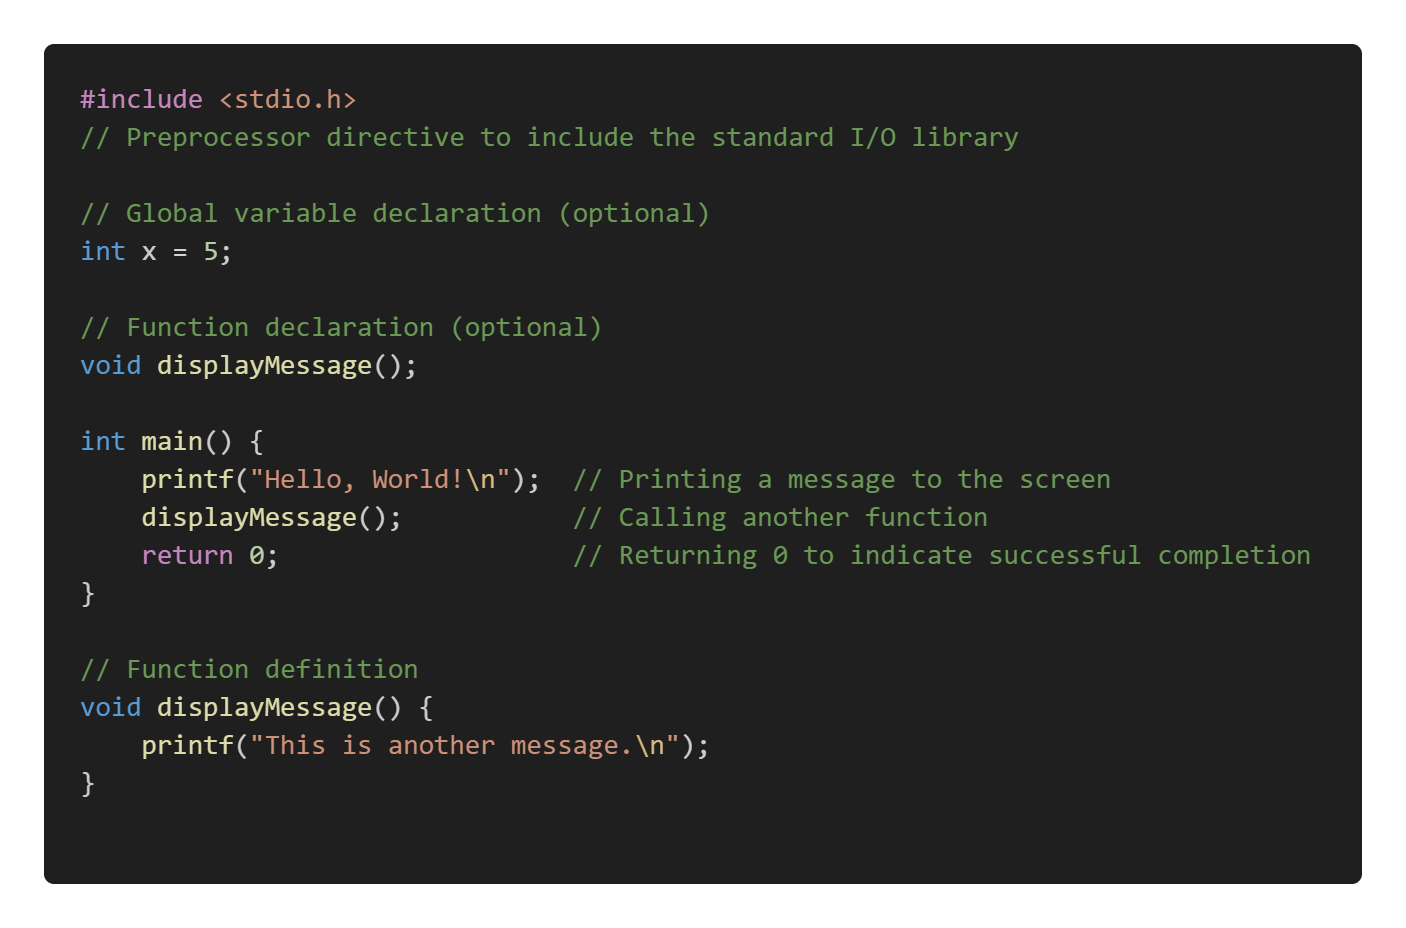 #include <stdio.h>
// Preprocessor directive to include the standard I/O library

// Global variable declaration (optional)
int x = 5;

// Function declaration (optional)
void displayMessage();

int main() {
    printf("Hello, World!\n");  // Printing a message to the screen
    displayMessage();           // Calling another function
    return 0;                   // Returning 0 to indicate successful completion
}

// Function definition
void displayMessage() {
    printf("This is another message.\n");
}